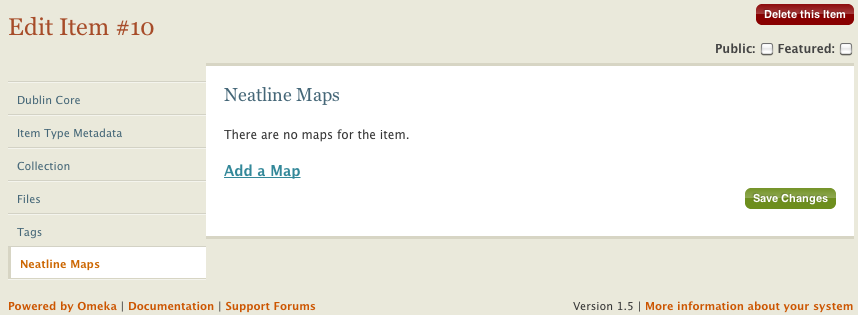 Edit Item #10
Delete this Item
Public: Featured:
Dublin Core
Item Type Metadata
Collection
Files
Tags
Neatline Maps
Neatline Maps
There are no maps for the item.
Add a Map
Save Changes
Powered by Omeka | Documentation | Support Forums
Version 1.5 | More information about your system